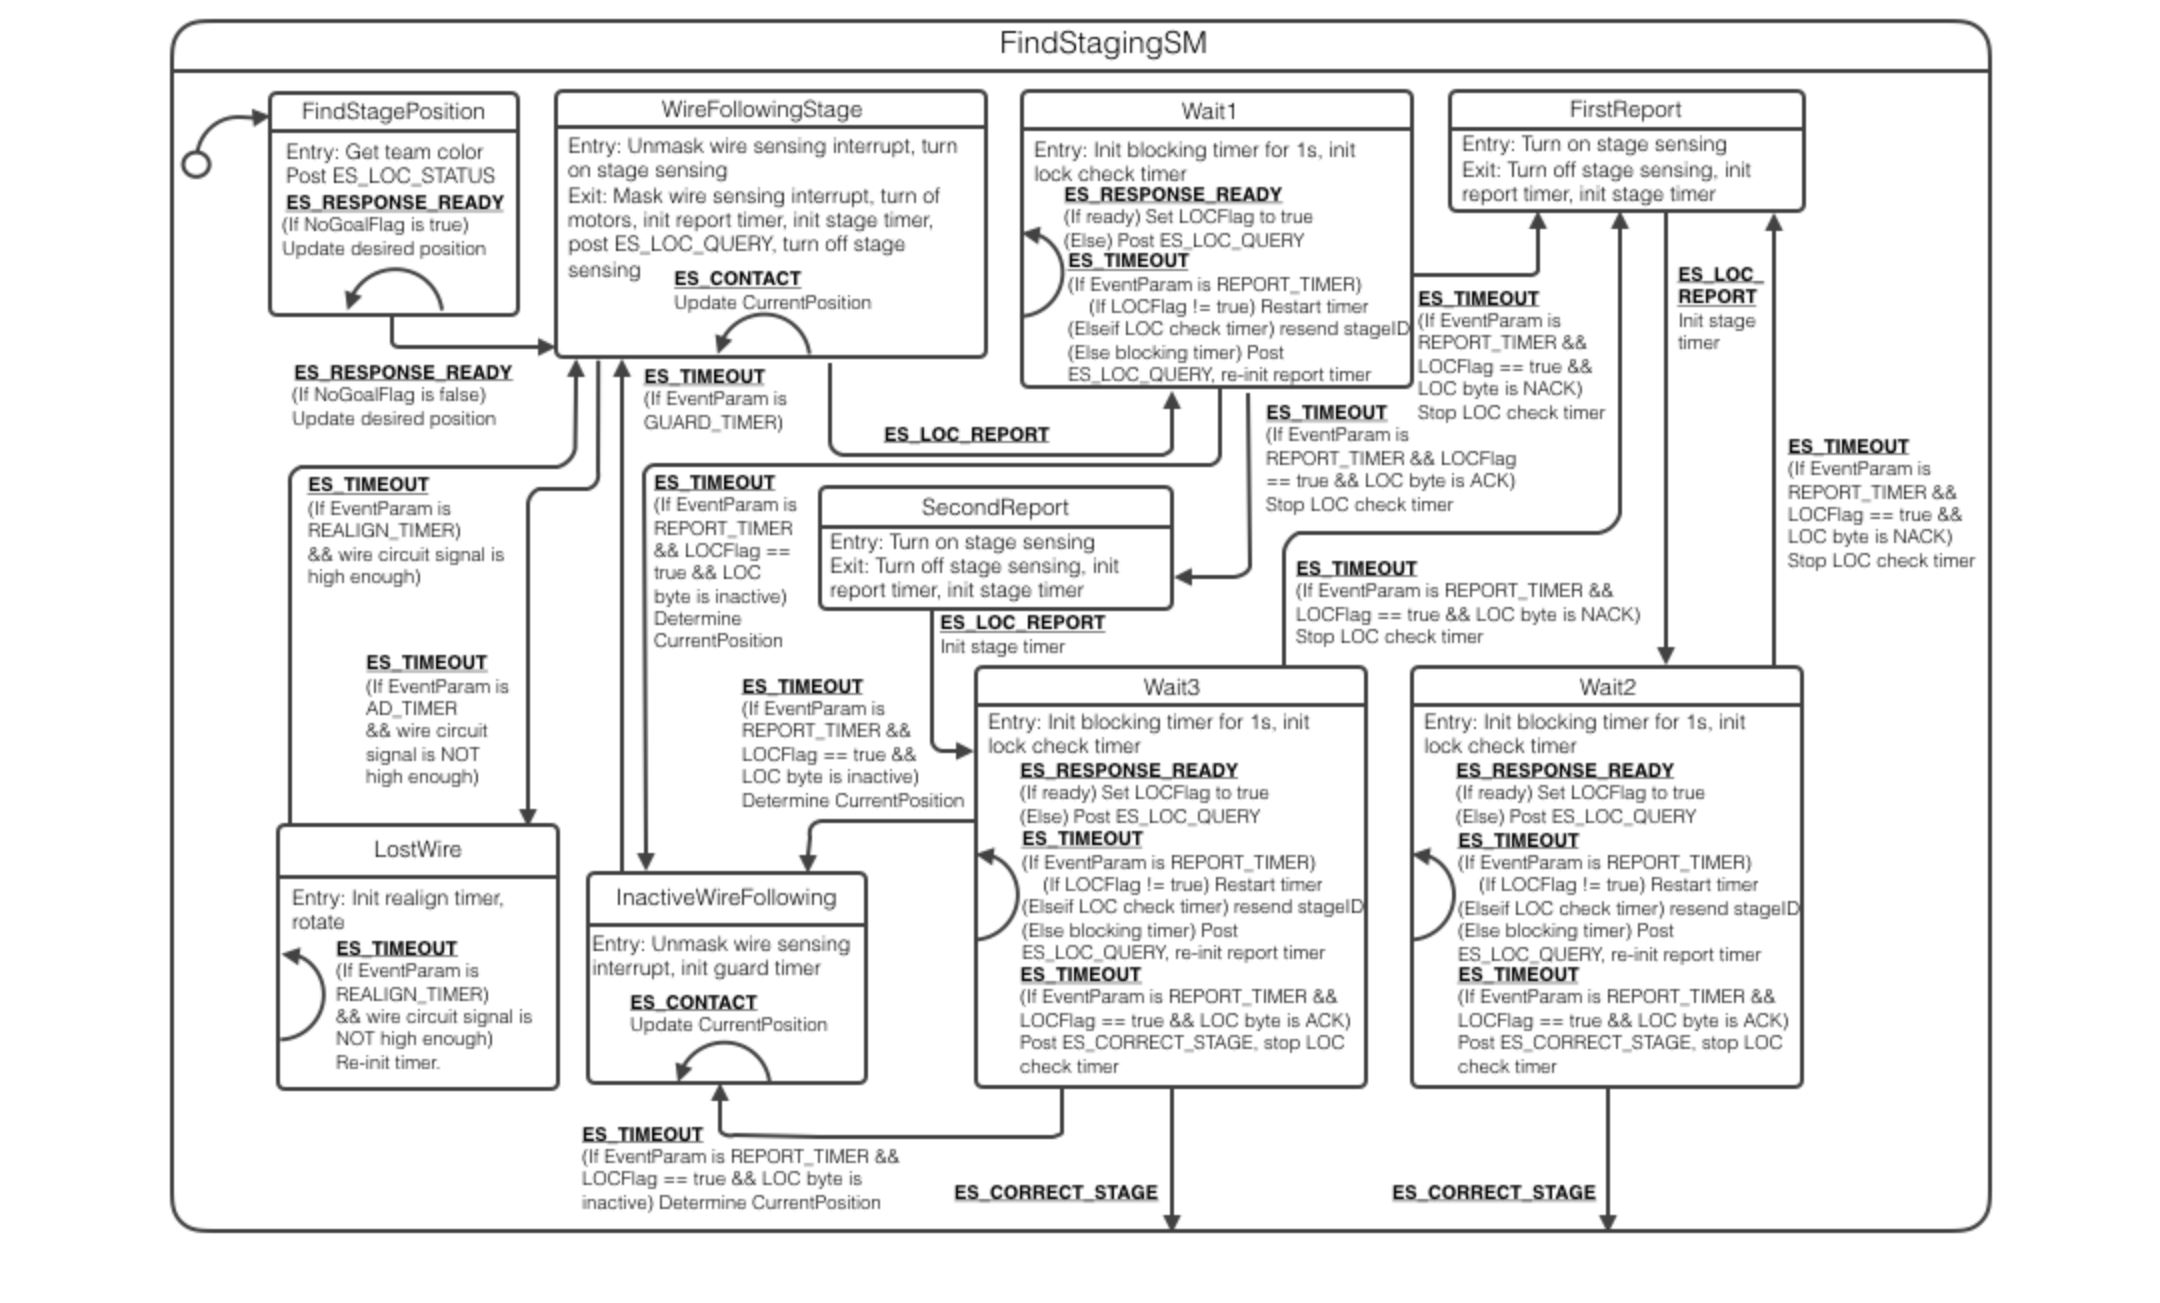 FindStagingSM
FindStagePosition
Entry: Get team color
Post ES_LOC_STATUS
ES_RESPONSE_READY
(If NoGoalFlag is true)
Update desired position
ES_RESPONSE_READY
(If NoGoalFlag is false)
Update desired position
WireFollowingStage
Entry: Unmask wire sensing interrupt, turn
on stage sensing
Exit: Mask wire sensing interrupt, turn of
motors, init report timer, init stage timer,
post ES_LOC_QUERY, turn off stage
sensing
ES_CONTACT
Update CurrentPosition
ES_TIMEOUT
(If EventParam is
GUARD_TIMER)
ES_LOC_REPORT
Wait1
Entry: Init blocking timer for 1s, init
lock check timer
ES_RESPONSE_READY
(If ready) Set LOCFlag to true
(Else) Post ES_LOC_QUERY
ES_TIMEOUT
(If EventParam is REPORT_TIMER)
(If LOCFlag != true) Restart timer
(Elseif LOC check timer) resend stageID
(Else blocking timer) Post
ES_LOC_QUERY, re-init report timer
FirstReport
Entry: Turn on stage sensing
Exit: Turn off stage sensing, init
report timer, init stage timer
ES_TIMEOUT
(If EventParam is
REPORT_TIMER &&
LOCFlag == true &&
LOC byte is NACK)
Stop LOC check timer
ES_LOC_
REPORT
Init stage
timer
ES_TIMEOUT
(If EventParam is
REPORT_TIMER && LOCFlag
== true && LOC byte is ACK)
Stop LOC check timer
ES_TIMEOUT
(If EventParam is
REPORT_TIMER &&
LOCFlag == true &&
LOC byte is NACK)
Stop LOC check timer
ES_TIMEOUT
(If EventParam is
REALIGN_TIMER)
&& wire circuit signal is
high enough)
ES_TIMEOUT
(If EventParam is
AD_TIMER
&& wire circuit
signal is NOT
high enough)
ES_TIMEOUT
(If EventParam is
REPORT_TIMER
&& LOCFlag ==
true && LOC
byte is inactive)
Determine
CurrentPosition
SecondReport
Entry: Turn on stage sensing
Exit: Turn off stage sensing, init
report timer, init stage timer
ES_LOC_REPORT
Init stage timer
ES_TIMEOUT
(If EventParam is REPORT_TIMER &&
LOCFlag == true && LOC byte is NACK)
Stop LOC check timer
ES_TIMEOUT
(If EventParam is
REPORT_TIMER &&
LOCFlag == true &&
LOC byte is inactive)
Determine CurrentPosition
LostWire
Entry: Init realign timer,
rotate
ES_TIMEOUT
(If EventParam is
REALIGN_TIMER)
&& wire circuit signal is
NOT high enough)
Re-init timer.
InactiveWireFollowing
Entry: Unmask wire sensing
interrupt, init guard timer
ES_CONTACT
Update CurrentPosition
Wait3
Entry: Init blocking timer for 1s, init
lock check timer
ES_RESPONSE_READY
(If ready) Set LOCFlag to true
(Else) Post ES_LOC_QUERY
ES_TIMEOUT
(If EventParam is REPORT_TIMER)
(If LOCFlag != true) Restart timer
(Elseif LOC check timer) resend stageID
(Else blocking timer) Post
ES_LOC_QUERY, re-init report timer
ES_TIMEOUT
(If EventParam is REPORT_TIMER &&
LOCFlag == true && LOC byte is ACK)
Post ES_CORRECT_STAGE, stop LOC
check timer
Wait2
Entry: Init blocking timer for 1s, init
lock check timer
ES_RESPONSE_READY
(If ready) Set LOCFlag to true
(Else) Post ES_LOC_QUERY
ES_TIMEOUT
(If EventParam is REPORT_TIMER)
(If LOCFlag != true) Restart timer
(Elseif LOC check timer) resend stageID
(Else blocking timer) Post
ES_LOC_QUERY, re-init report timer
ES_TIMEOUT
(If EventParam is REPORT_TIMER &&
LOCFlag == true && LOC byte is ACK)
Post ES_CORRECT_STAGE, stop LOC
check timer
ES_TIMEOUT
(If EventParam is REPORT_TIMER &&
LOCFlag == true && LOC byte is
inactive) Determine CurrentPosition
ES_CORRECT_STAGE
ES_CORRECT_STAGE